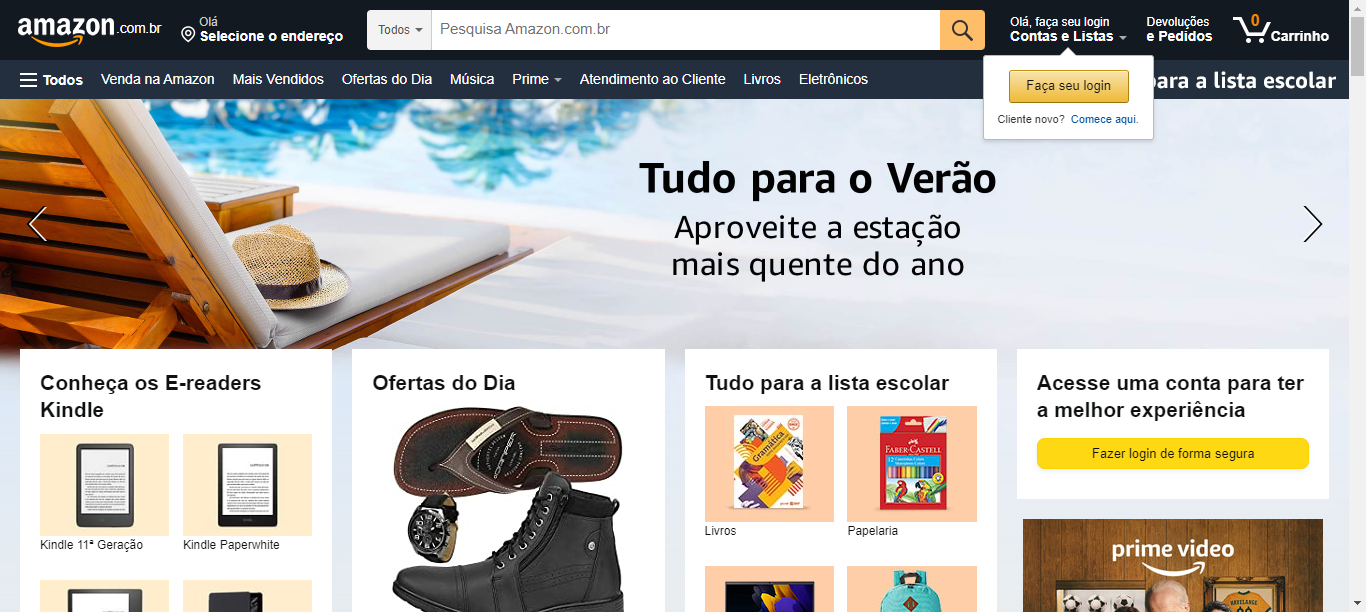 amazon.com.br
Olá
Selecione o endereço
Todos
Pesquisa Amazon.com.br
Olá, faça seu login
Contas e Listas
Devoluções
e Pedidos
0
Carrinho
Todos
Venda na Amazon
Mais Vendidos
Ofertas do Dia
Música
Prime
Atendimento ao Cliente
Livros
Eletrônicos
para a lista escolar
Faça seu login
Cliente novo? Comece aqui.
Tudo para o Verão
Aproveite a estação
mais quente do ano
Conheça os E-readers
Kindle
Kindle 11ª Geração
Kindle Paperwhite
Ofertas do Dia
Tudo para a lista escolar
Gramática
FABER-CASTELL
Livros
Papelaria
Acesse uma conta para ter
a melhor experiência
Fazer login de forma segura
prime video